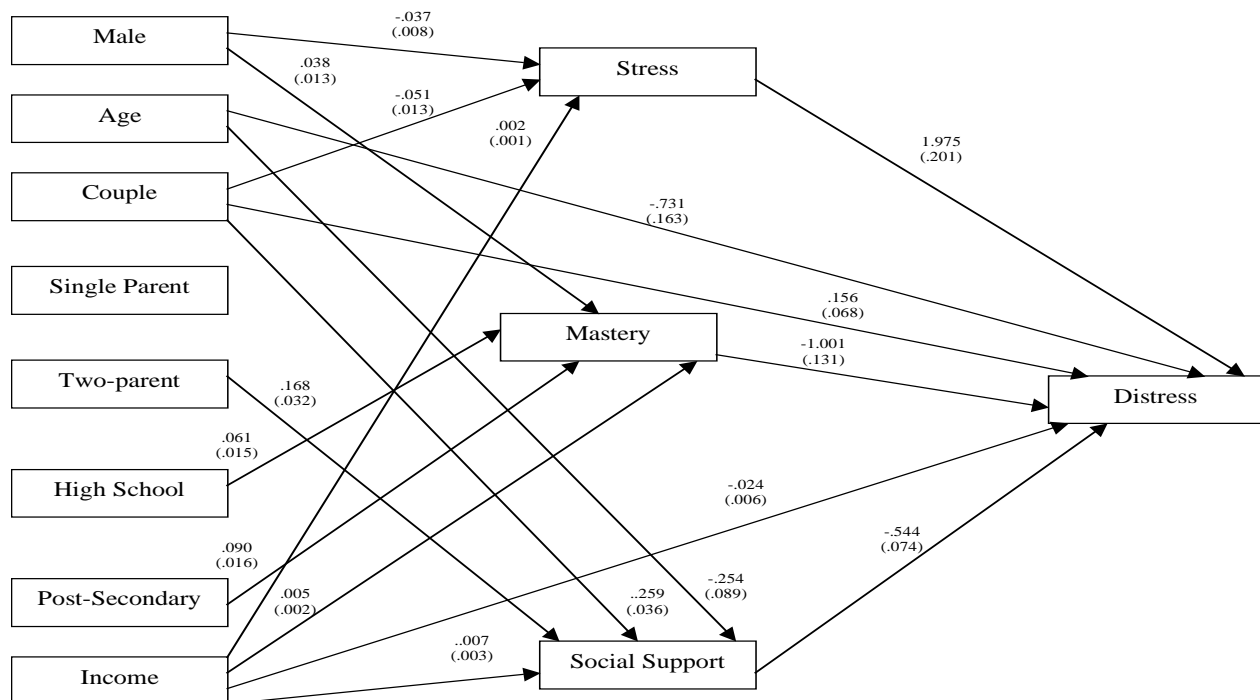 -.037
(.008)
Male
.038
(.013)
Stress
-.051
(.013)
Age
.002
(.001)
1.975
(.201)
Couple
-.731
(.163)
Single Parent
.156
(.068)
Mastery
-1.001
(.131)
Two-parent
.168
(.032)
Distress
.061
(.015)
High School
-.024
(.006)
-.544
(.074)
.090
(.016)
Post-Secondary
.005
(.002)
..259
(.036)
-.254
(.089)
..007
(.003)
Social Support
Income